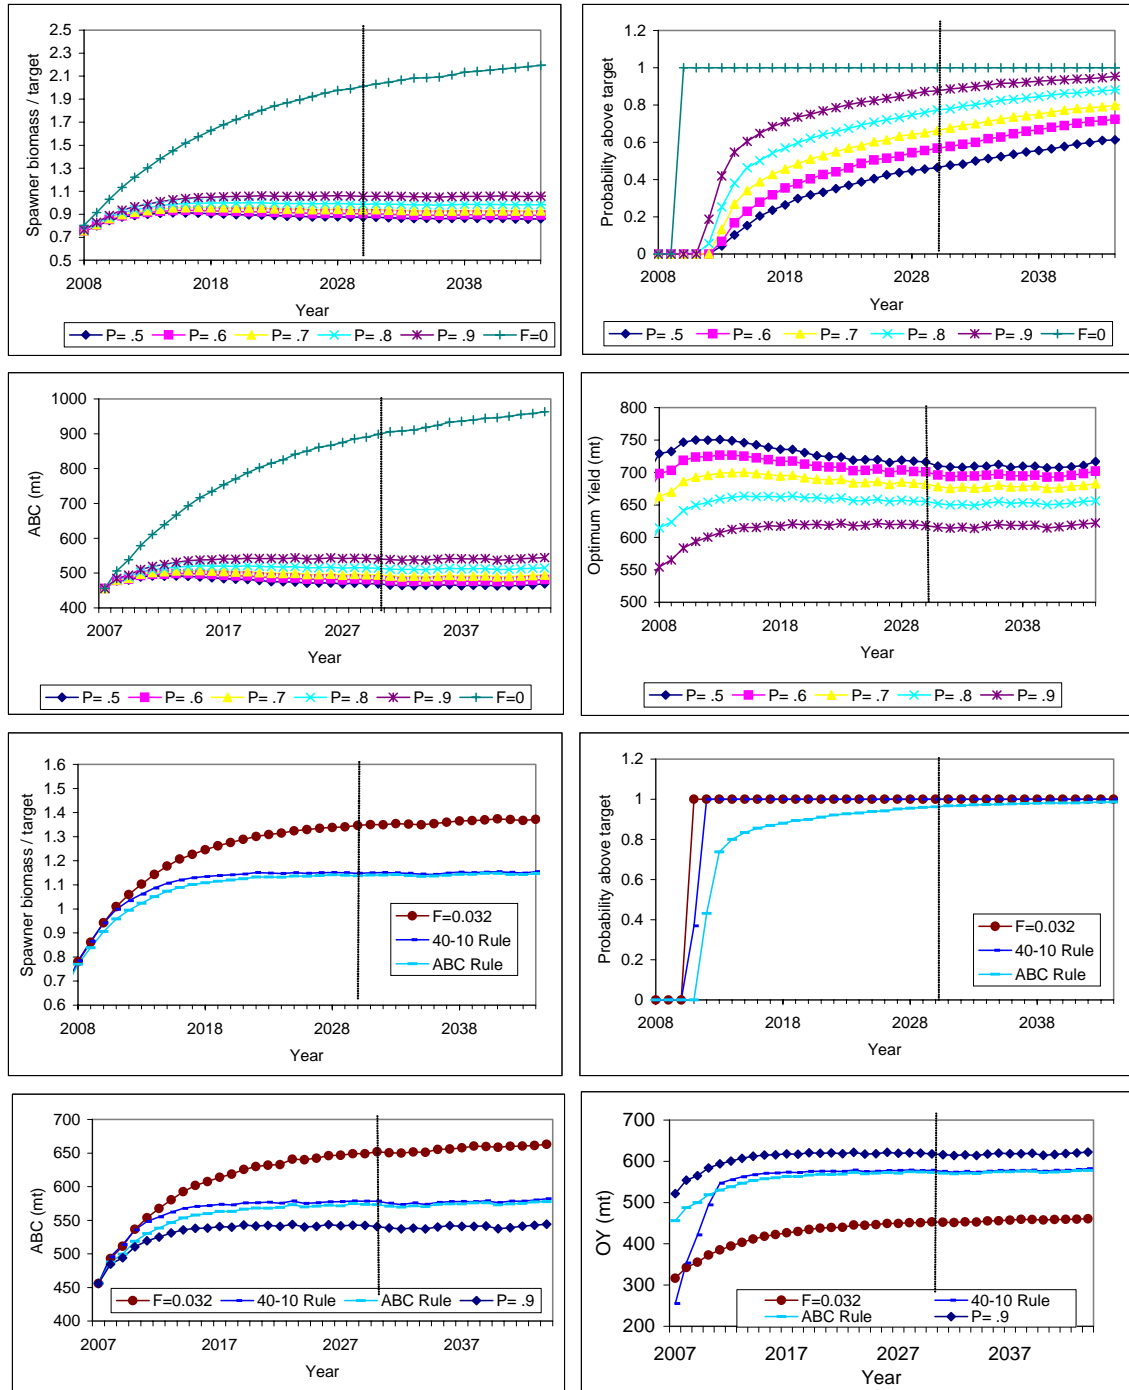 Spawner biomass / target
2.5
2.3
2.1
1.9
1.7
1.5
1.3
1.1
0.9
0.7
0.5
2008 2018 2028 2038
Year
P= .5 P= .6 P= .7 P= .8 P= .9 F=0
Probability above target
1.2
1
0.8
0.6
0.4
0.2
0
2008 2018 2028 2038
Year
P= .5 P= .6 P= .7 P= .8 P= .9 F=0
ABC (mt)
1000
900
800
700
600
500
400
2007 2017 2027 2037
Year
P= .5 P= .6 P= .7 P= .8 P= .9 F=0
Optimum Yield (mt)
800
750
700
650
600
550
500
2008 2018 2028 2038
Year
P= .5 P= .6 P= .7 P= .8 P= .9
Spawner biomass / target
1.6
1.5
1.4
1.3
1.2
1.1
1
0.9
0.8
0.7
0.6
F=0.032
40-10 Rule
ABC Rule
2008 2018 2028 2038
Year
Probability above target
1.2
1
0.8
0.6
0.4
0.2
0
F=0.032
40-10 Rule
ABC Rule
2008 2018 2028 2038
Year
ABC (mt)
700
650
600
550
500
450
400
F=0.032 40-10 Rule ABC Rule P= .9
2007 2017 2027 2037
Year
OY (mt)
700
600
500
400
300
200
F=0.032 40-10 Rule
ABC Rule P= .9
2007 2017 2027 2037
Year